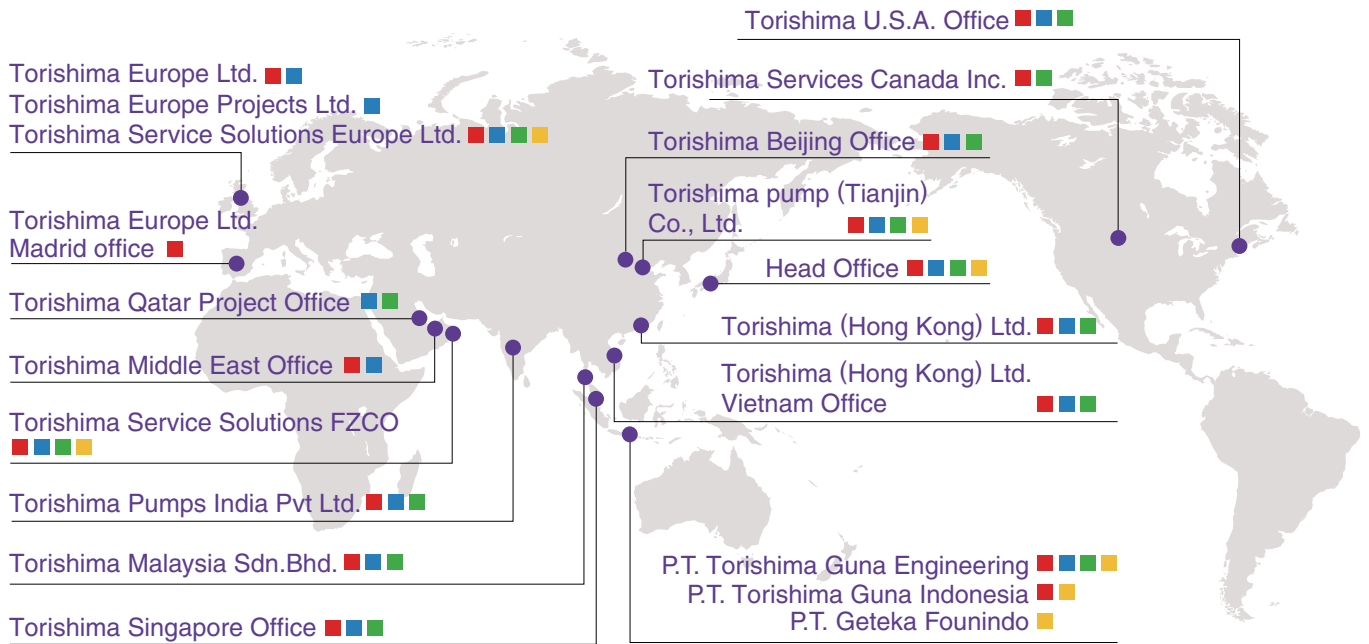 Torishima U.S.A. Office
Torishima Europe Ltd.
Torishima Europe Projects Ltd.
Torishima Service Solutions Europe Ltd.
Torishima Services Canada Inc.
Torishima Beijing Office
Torishima pump (Tianjin)
Co., Ltd.
Torishima Europe Ltd.
Madrid office
Head Office
Torishima Qatar Project Office
Torishima (Hong Kong) Ltd.
Torishima Middle East Office
Torishima (Hong Kong) Ltd.
Vietnam Office
Torishima Service Solutions FZCO
Torishima Pumps India Pvt Ltd.
Torishima Malaysia Sdn.Bhd.
Torishima Singapore Office
P.T. Torishima Guna Engineering
P.T. Torishima Guna Indonesia
P.T. Geteka Founindo